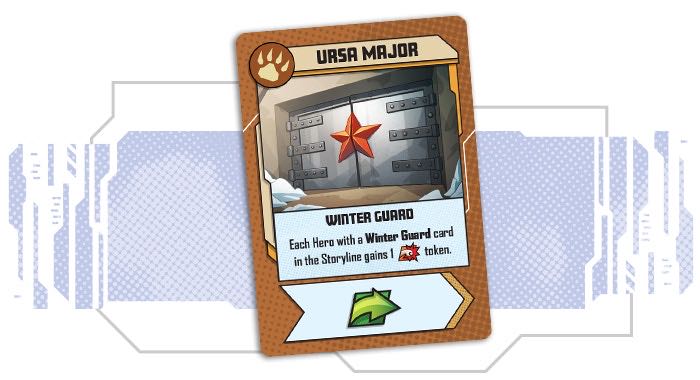 URSA MAJOR
WINTER GUARD
Each Hero with a Winter Guard card
in the Storyline gains 1 token.